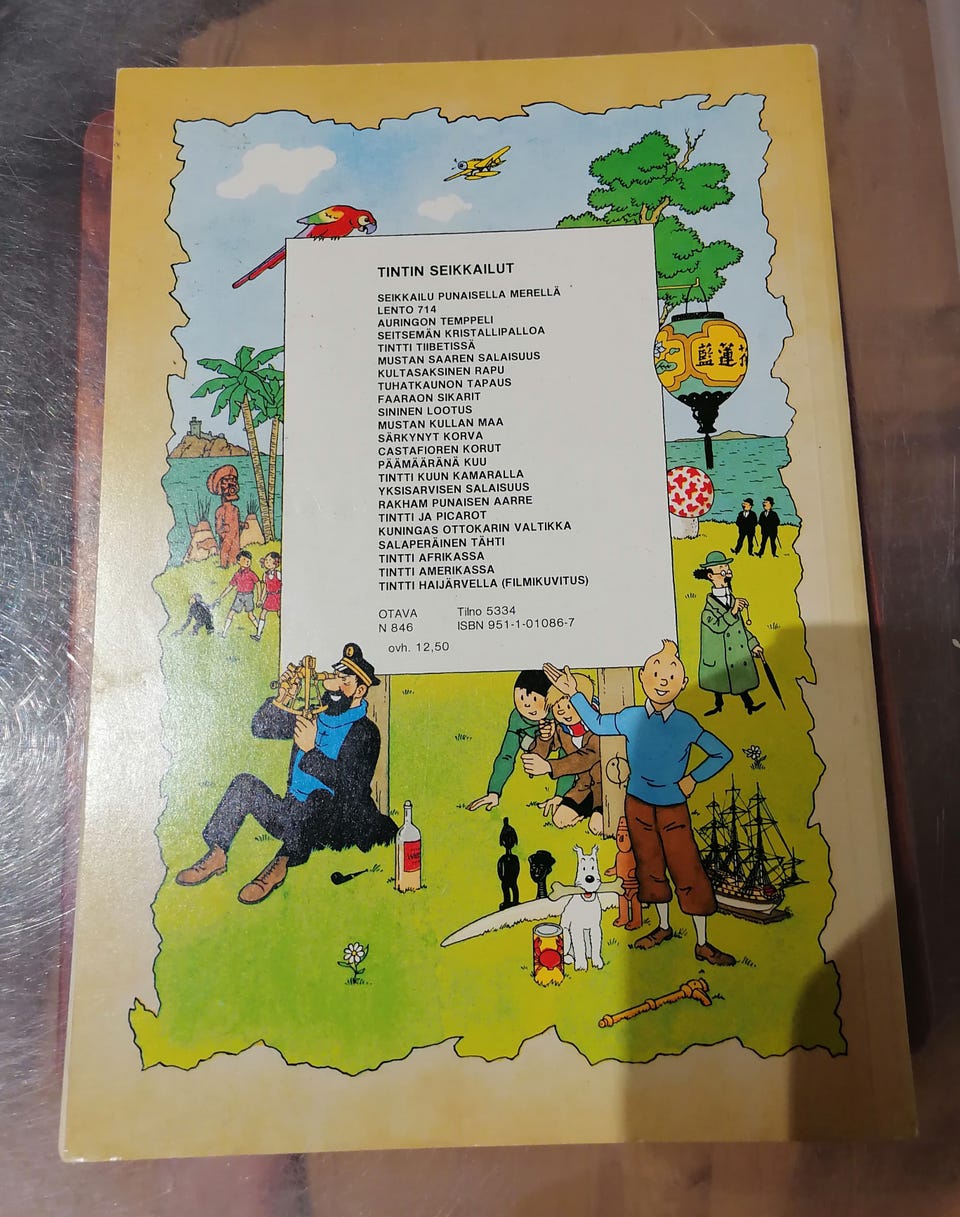 TINTIN SEIKKAILUT
SEIKKAILU PUNAISELLA MERELLÄ
LENTO 714
AURINGON TEMPPELI
SEITSEMÄN KRISTALLIPALLOA
TINTTI TIIBETISSÄ
MUSTAN SAAREN SALAISUUS
KULTASAKSINEN RAPU
TUHATKAUNON TAPAUS
FAARAON SIKARIT
SININEN LOOTUS
MUSTAN KULLAN MAA
SÄRKYNYT KORVA
CASTAFIOREN KORUT
PÄÄMÄÄRÄNÄ KUU
TINTTI KUUN KAMARALLA
YKSISARVISEN SALAISUUS
RAKHAM PUNAISEN AARRE
TINTTI JA PICAROT
KUNINGAS OTTOKARIN VALTIKKA
SALAPERÄINEN TÄHTI
TINTTI AFRIKASSA
TINTTI AMERIKASSA
TINTTI HAIJÄRVELLA (FILMIKUVITUS)
OTAVA Tilno 5334
N 846 ISBN 951-1-01086-7
ovh. 12,50
藍蓮花